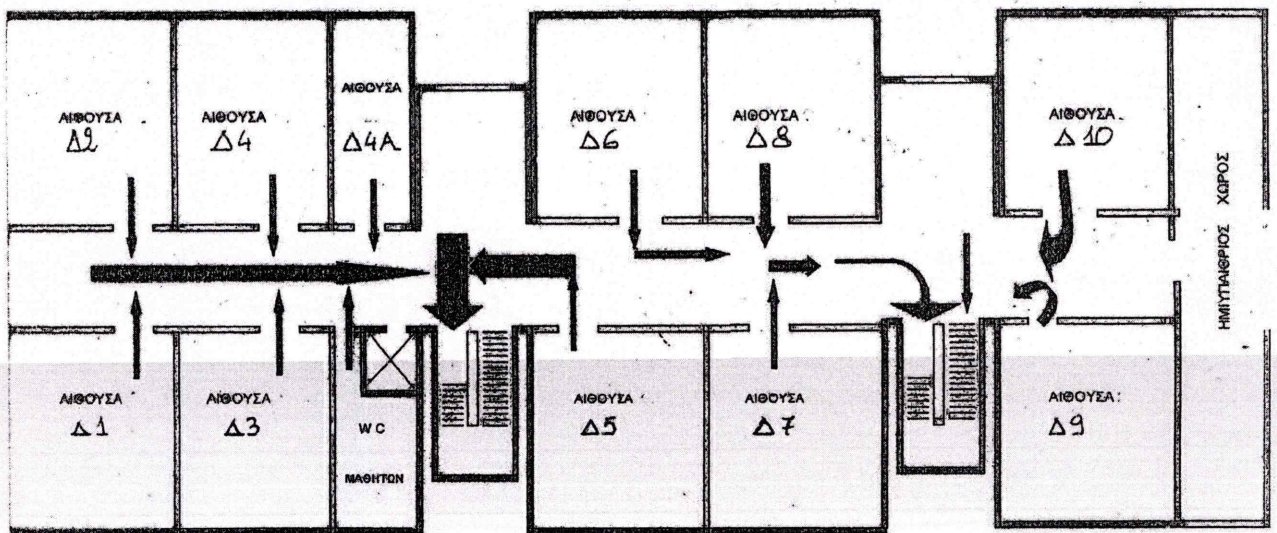 ΑΙΘΟΥΣΑ
Δ2
ΑΙΘΟΥΣΑ
Δ4
ΑΙΘΟΥΣΑ
Δ4Α
ΑΙΘΟΥΣΑ
Δ6
ΑΙΘΟΥΣΑ
Δ8
ΑΙΘΟΥΣΑ
Δ10
ΗΜΙΥΠΑΙΘΡΙΟΣ ΧΩΡΟΣ
ΑΙΘΟΥΣΑ
Δ1
ΑΙΘΟΥΣΑ
Δ3
WC
ΜΑΘΗΤΩΝ
ΑΙΘΟΥΣΑ
Δ5
ΑΙΘΟΥΣΑ
Δ7
ΑΙΘΟΥΣΑ
Δ9